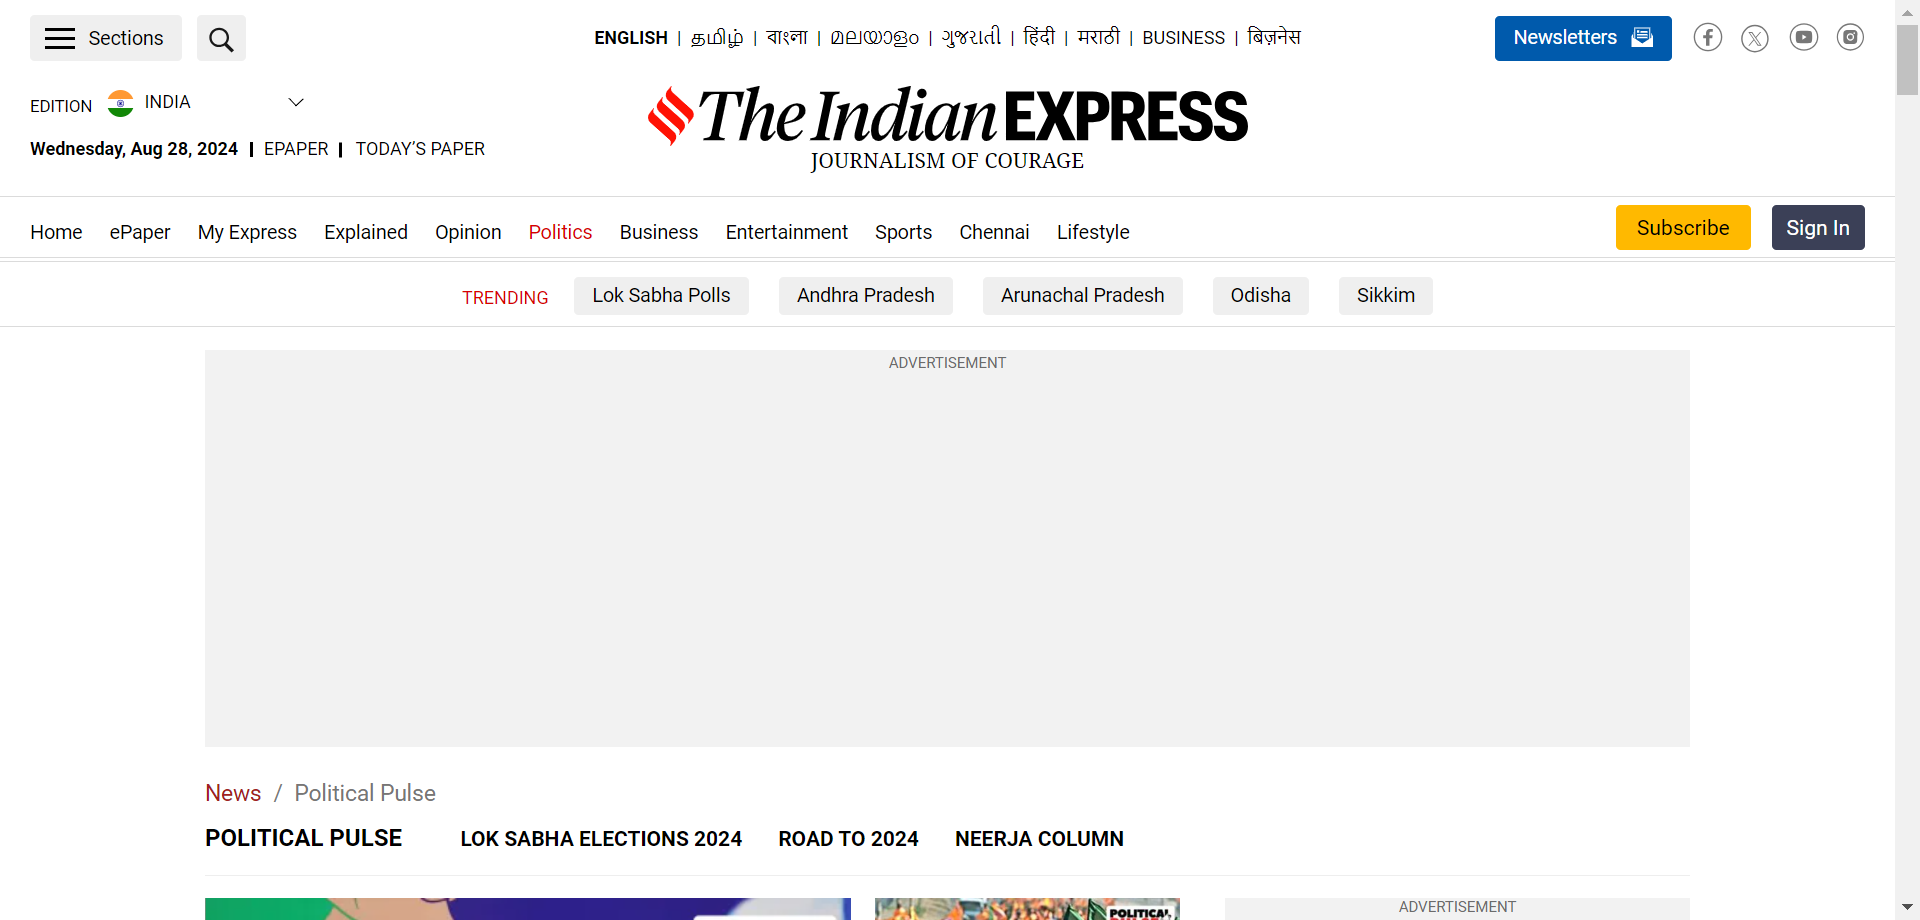 Sections
ENGLISH | தமிழ் | বাংলা | മലയാളം | ગુજરાતી | हिंदी | मराठी | BUSINESS | बिज़नेस
Newsletters
EDITION INDIA
The Indian EXPRESS
JOURNALISM OF COURAGE
Wednesday, Aug 28, 2024 | EPAPER | TODAY’S PAPER
Home ePaper My Express Explained Opinion Politics Business Entertainment Sports Chennai Lifestyle
Subscribe Sign In
TRENDING Lok Sabha Polls Andhra Pradesh Arunachal Pradesh Odisha Sikkim
ADVERTISEMENT
News / Political Pulse
POLITICAL PULSE LOK SABHA ELECTIONS 2024 ROAD TO 2024 NEERJA COLUMN
POLITICAL
ADVERTISEMENT